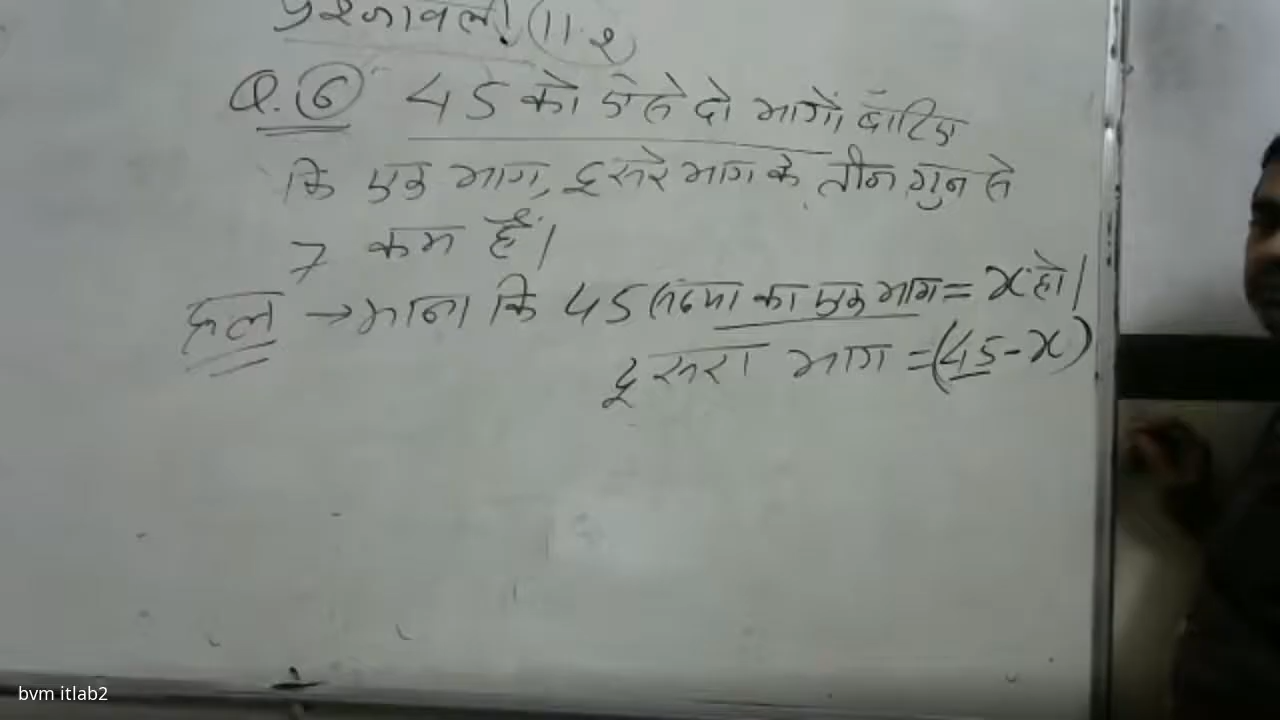 प्रश्नावली (11.2)
Q.6 45 को ऐसे दो भागों बाँटिए
कि एक भाग, दूसरे भाग के तीन गुन से
7 कम हैं।
हल → माना कि 45 संख्या का एक भाग = x हो।
दूसरा भाग = (45-x)
bvm itlab2